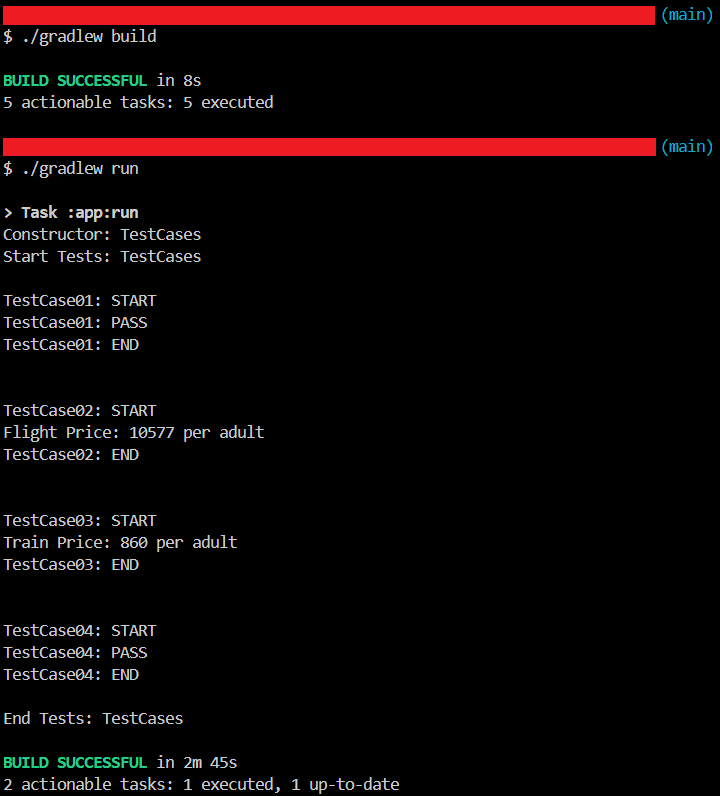 (main)
$ ./gradlew build
BUILD SUCCESSFUL in 8s
5 actionable tasks: 5 executed
(main)
$ ./gradlew run
> Task :app:run
Constructor: TestCases
Start Tests: TestCases
TestCase01: START
TestCase01: PASS
TestCase01: END
TestCase02: START
Flight Price: 10577 per adult
TestCase02: END
TestCase03: START
Train Price: 860 per adult
TestCase03: END
TestCase04: START
TestCase04: PASS
TestCase04: END
End Tests: TestCases
BUILD SUCCESSFUL in 2m 45s
2 actionable tasks: 1 executed, 1 up-to-date